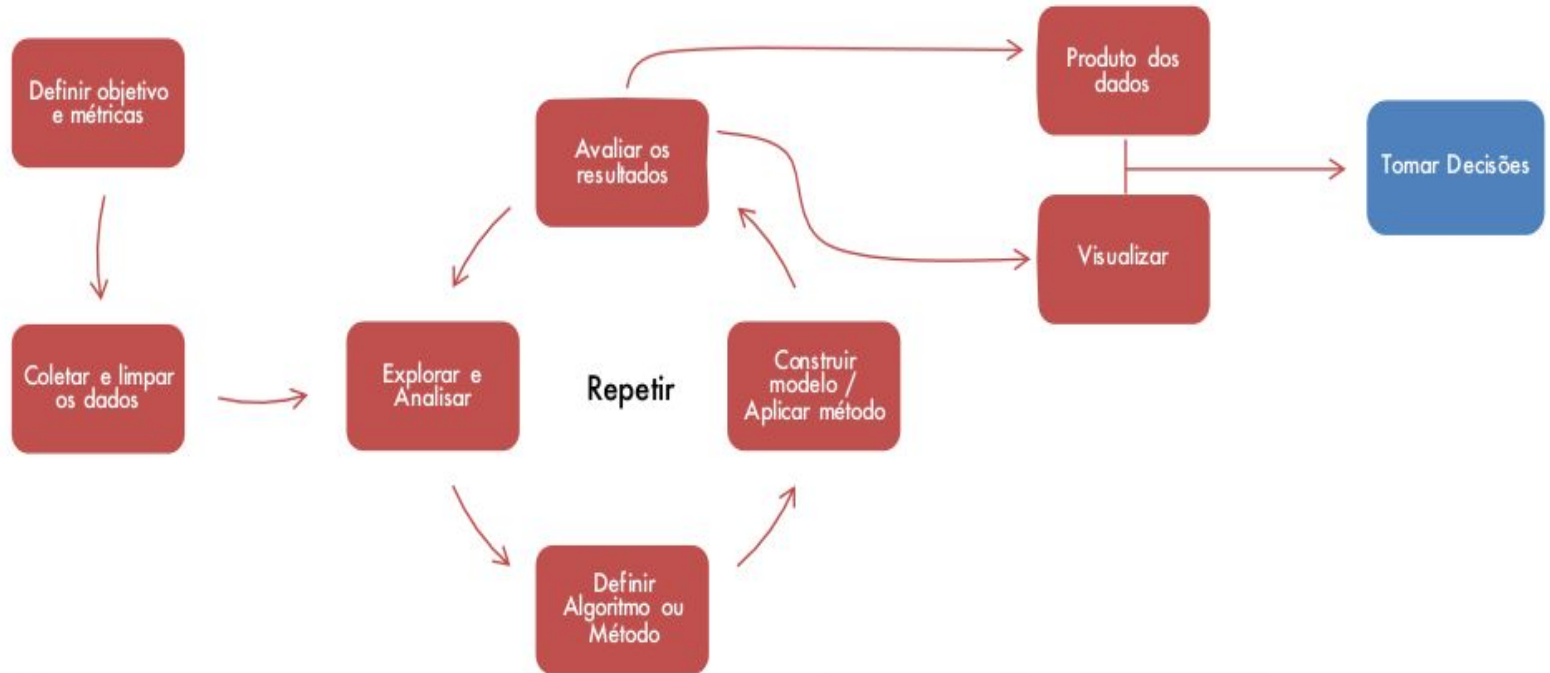 Definir objetivo
e métricas
Coletar e limpar
os dados
Explorar e
Analisar
Definir
Algoritmo ou
Método
Construir
modelo /
Aplicar método
Avaliar os
resultados
Repetir
Produto dos
dados
Visualizar
Tomar Decisões